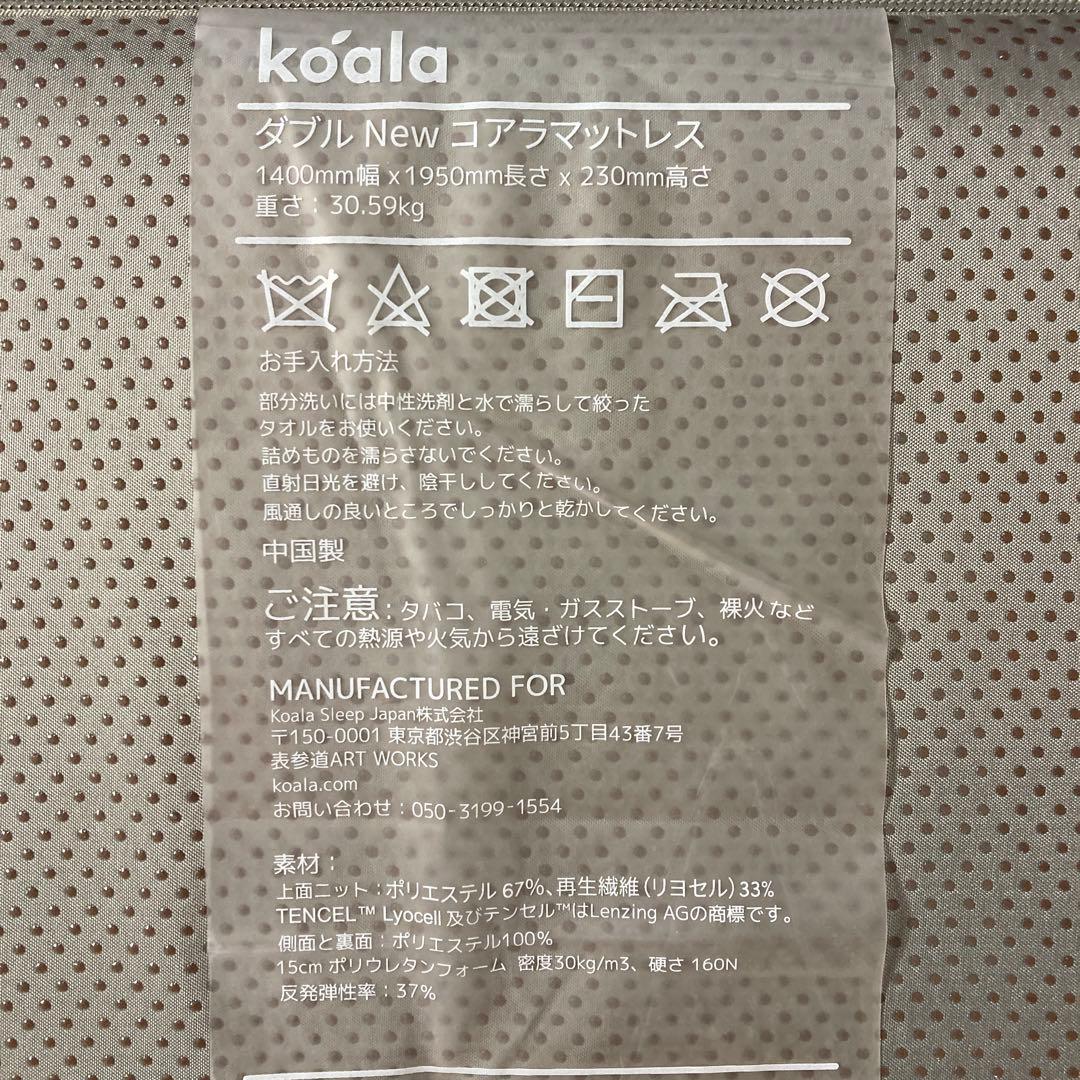 koala
ダブル New コアラマットレス
1400mm幅 x 1950mm長さ x 230mm高さ
重さ：30.59kg
お手入れ方法
部分洗いには中性洗剤と水で濡らして絞った
タオルをお使いください。
詰めものを濡らさないでください。
直射日光を避け、陰干ししてください。
風通しの良いところでしっかりと乾かしてください。
中国製
ご注意：タバコ、電気・ガスストーブ、裸火など
すべての熱源や火気から遠ざけてください。
MANUFACTURED FOR
Koala Sleep Japan株式会社
〒150-0001 東京都渋谷区神宮前5丁目43番7号
表参道ART WORKS
koala.com
お問い合わせ：050-3199-1554
素材：
上面ニット：ポリエステル 67%、再生繊維（リヨセル）33%
TENCEL™ Lyocell 及びテンセル™はLenzing AGの商標です。
側面と裏面：ポリエステル100%
15cm ポリウレタンフォーム 密度30kg/m3、硬さ 160N
反発弾性率：37%